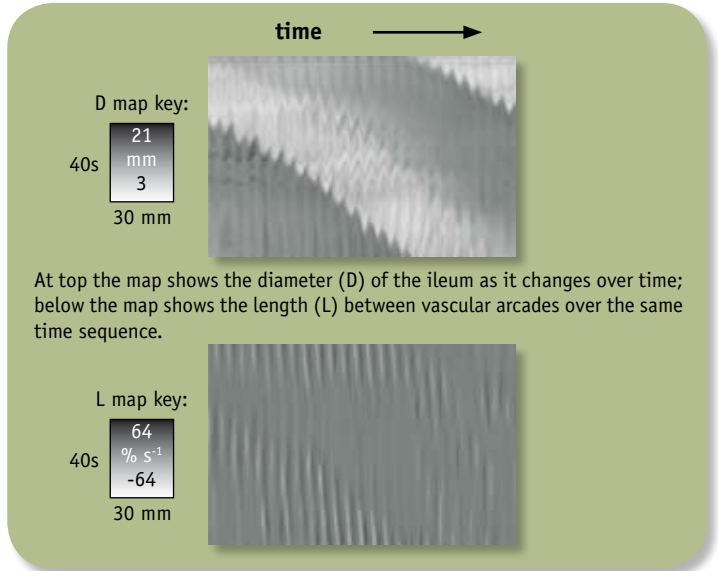 time
D map key:
21
mm
3
40s
30 mm
At top the map shows the diameter (D) of the ileum as it changes over time;
below the map shows the length (L) between vascular arcades over the same
time sequence.
L map key:
64
% s-1
-64
40s
30 mm